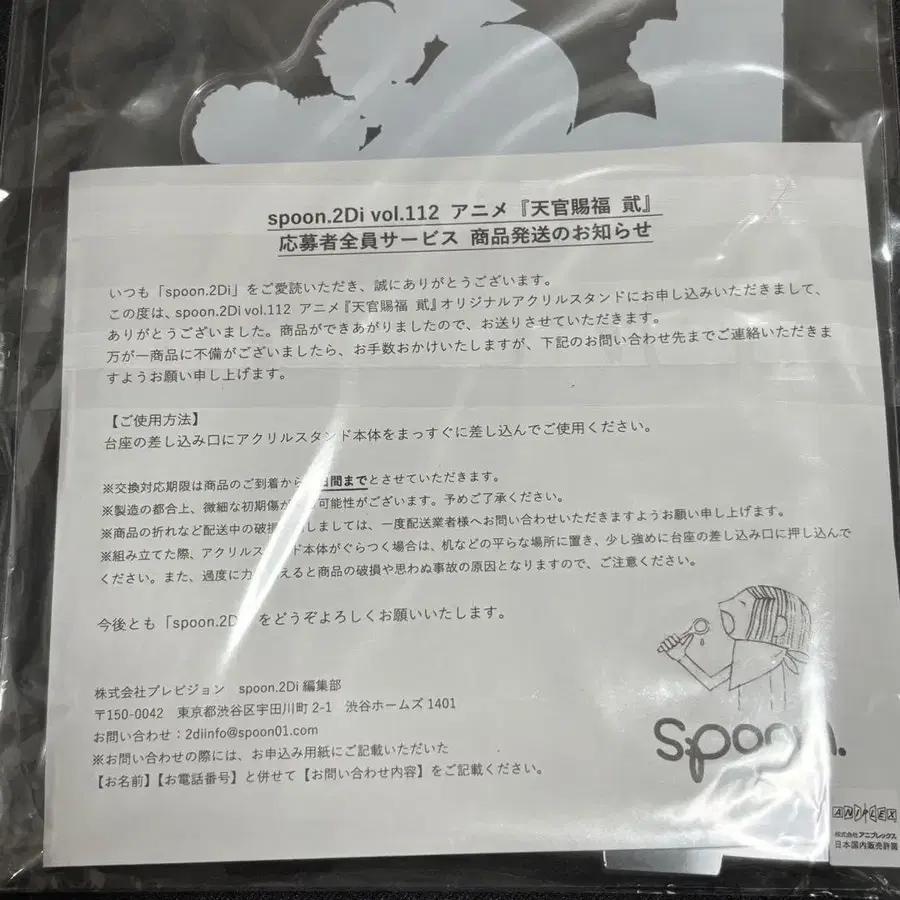 spoon.2Di vol.112 アニメ『天官賜福 貮』
応募者全員サービス 商品発送のお知らせ
いつも「spoon.2Di」をご愛読いただき、誠にありがとうございます。
この度は、spoon.2Di vol.112 アニメ『天官賜福 貮』オリジナルアクリルスタンドにお申し込みいただきまして、
ありがとうございました。商品ができあがりましたので、お送りさせていただきます。
万が一商品に不備がございましたら、お手数おかけいたしますが、下記のお問い合わせ先までご連絡いただきま
すようお願い申し上げます。
【ご使用方法】
台座の差し込み口にアクリルスタンド本体をまっすぐに差し込んでご使用ください。
※交換対応期限は商品のご到着から 日間までとさせていただきます。
※製造の都合上、微細な初期傷が 可能性がございます。予めご了承ください。
※商品の折れなど配送中の破損 しましては、一度配送業者様へお問い合わせいただきますようお願い申し上げます。
※組み立てた際、アクリルスタンド本体がぐらつく場合は、机などの平らな場所に置き、少し強めに台座の差し込み口に押し込んで
ください。また、過度に力 えると商品の破損や思わぬ事故の原因となりますので、ご注意ください。
今後とも「spoon.2Di」をどうぞよろしくお願いいたします。
株式会社プレビジョン spoon.2Di 編集部
〒150-0042 東京都渋谷区宇田川町 2-1 渋谷ホームズ 1401
お問い合わせ：2diinfo@spoon01.com
※お問い合わせの際には、お申込み用紙にご記載いただいた
【お名前】【お電話番号】と併せて【お問い合わせ内容】をご記載ください。
spoon.
ANIPLEX
株式会社アニプレックス
日本国内販売許諾